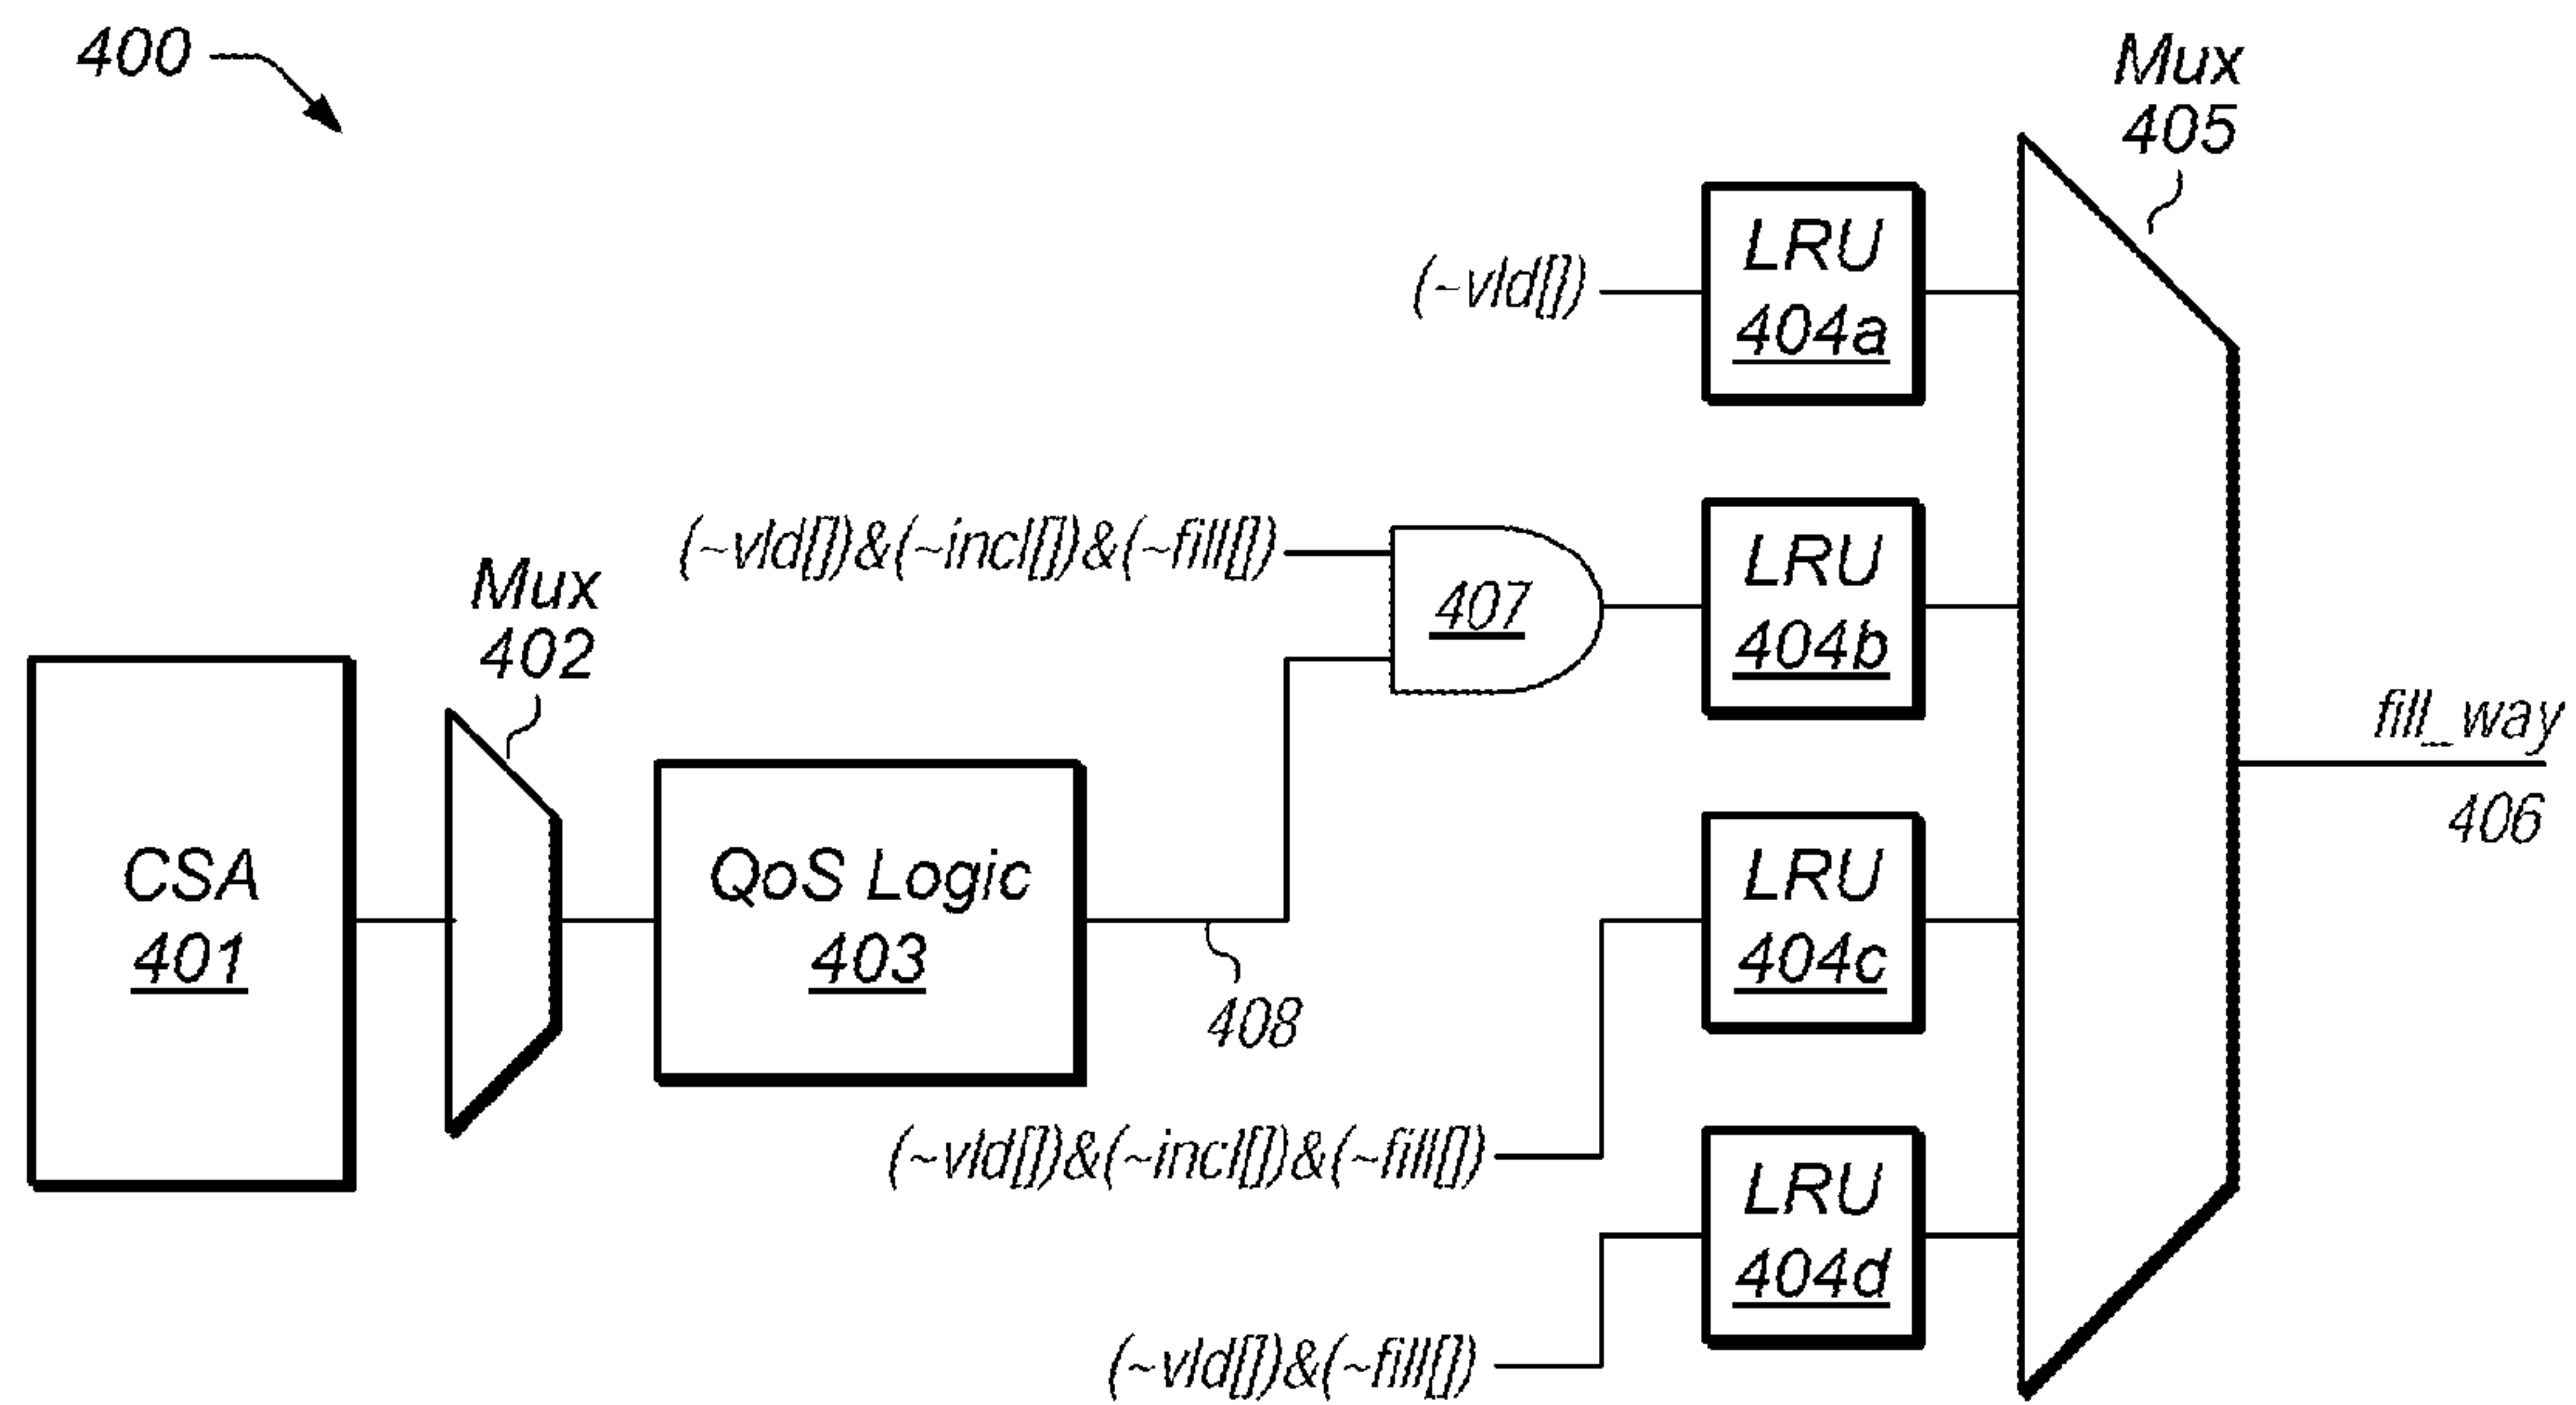 400
Mux
405
LRU
404a
(~vld[])
(~vld[])&(~incl[])&(~fill[])
407
LRU
404b
Mux
402
fill_way
406
CSA
401
QoS Logic
403
408
LRU
404c
(~vld[])&(~incl[])&(~fill[])
LRU
404d
(~vld[])&(~fill[])